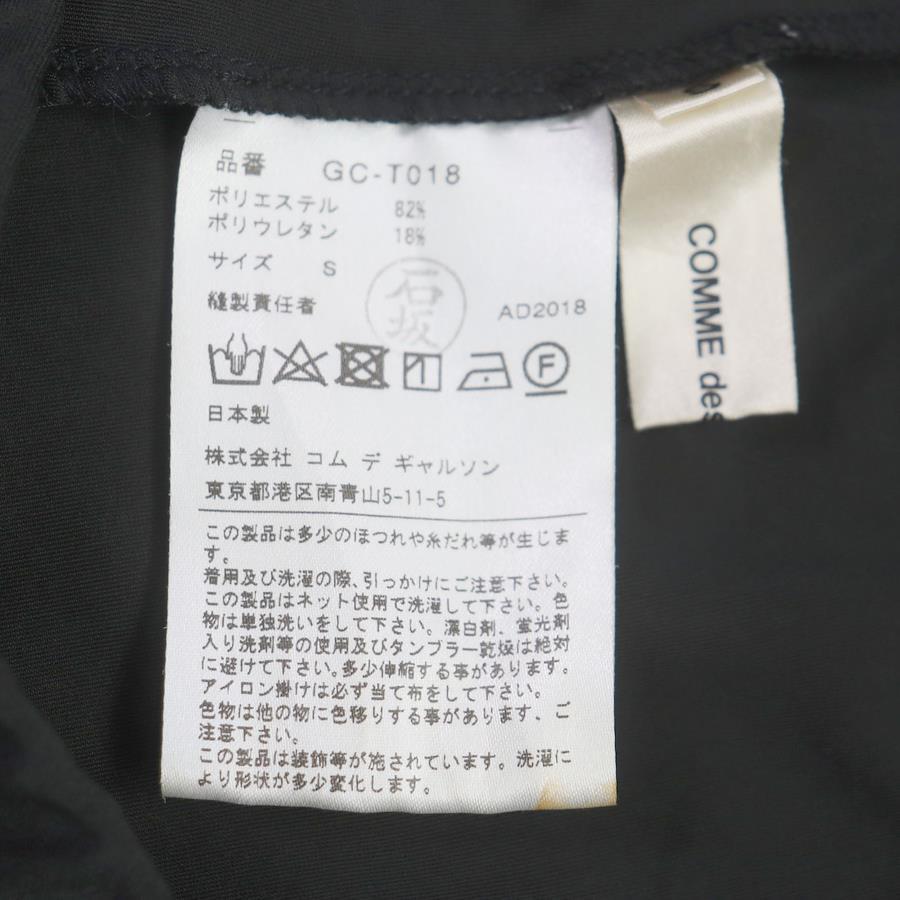 品番 GC-T018
ポリエステル 82%
ポリウレタン 18%
サイズ S
石坂
縫製責任者 AD2018
F
日本製
株式会社 コム デ ギャルソン
東京都港区南青山5-11-5
この製品は多少のほつれや糸だれ等が生じま
す。
着用及び洗濯の際、引っかけにご注意下さい。
この製品はネット使用で洗濯して下さい。色
物は単独洗いをして下さい。漂白剤、蛍光剤
入り洗剤等の使用及びタンブラー乾燥は絶対
に避けて下さい。多少伸縮する事があります。
アイロン掛けは必ず当て布をして下さい。
色物は他の物に色移りする事があります、ご
注意下さい。
この製品は装飾等が施されています。洗濯に
より形状が多少変化します。
COMME des